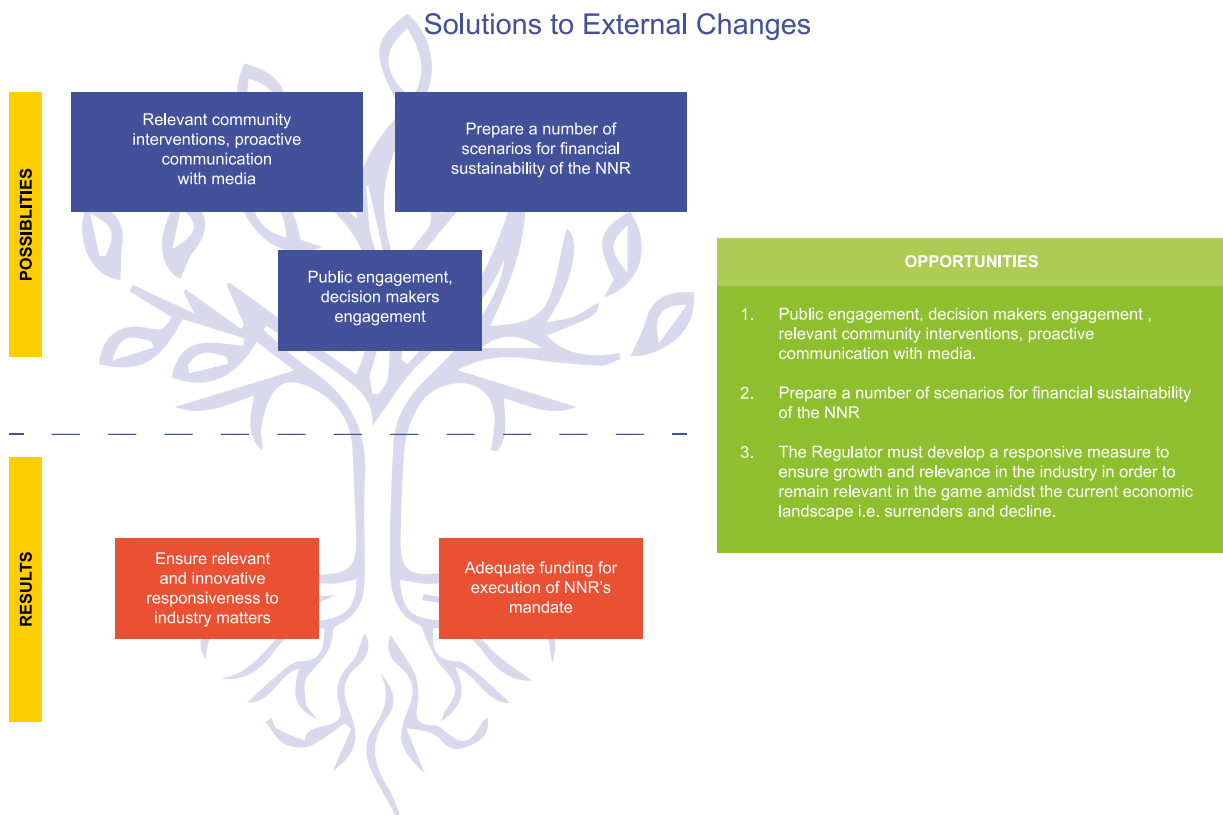 Solutions to External Changes
POSSIBLITIES
Relevant community
interventions, proactive
communication
with media
Prepare a number of
scenarios for financial
sustainability of the NNR
Public engagement,
decision makers
engagement
RESULTS
Ensure relevant
and innovative
responsiveness to
industry matters
Adequate funding for
execution of NNR's
mandate
OPPORTUNITIES
1. Public engagement, decision makers engagement ,
relevant community interventions, proactive
communication with media.
2. Prepare a number of scenarios for financial sustainability
of the NNR
3. The Regulator must develop a responsive measure to
ensure growth and relevance in the industry in order to
remain relevant in the game amidst the current economic
landscape i.e. surrenders and decline.